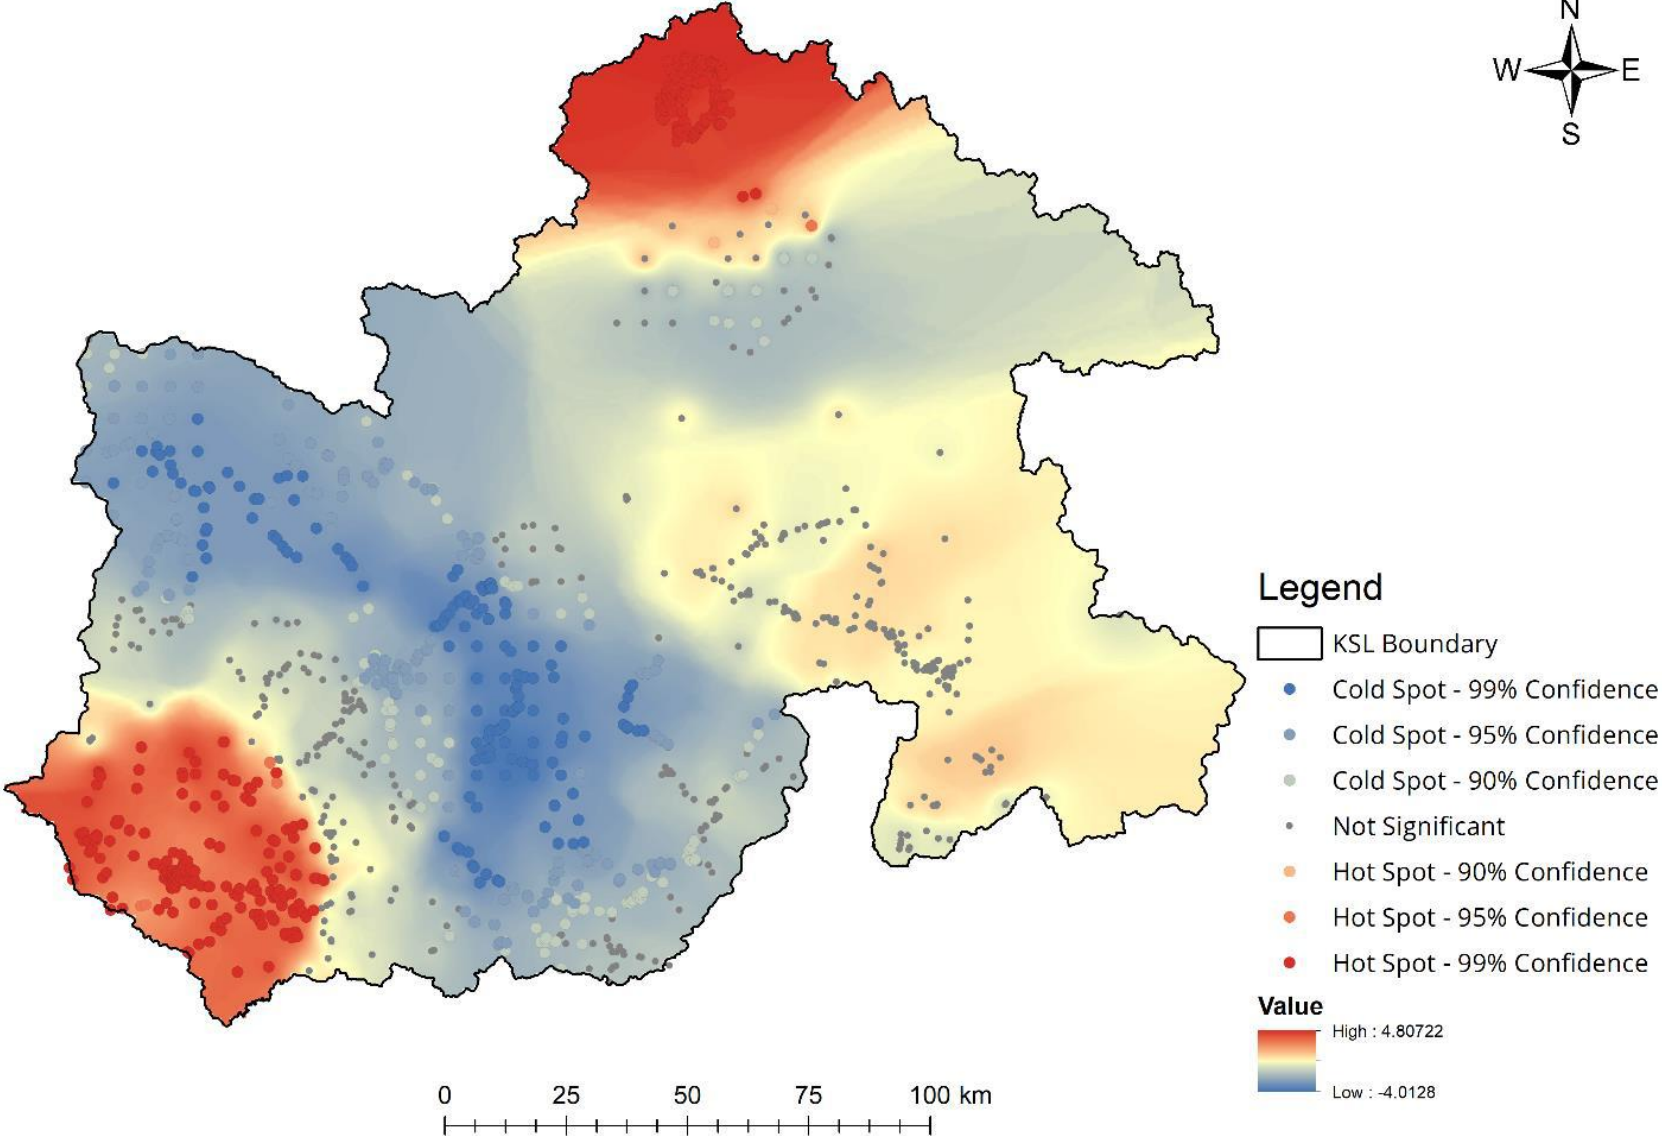 N
W E
S
Legend
KSL Boundary
Cold Spot - 99% Confidence
Cold Spot - 95% Confidence
Cold Spot - 90% Confidence
Not Significant
Hot Spot - 90% Confidence
Hot Spot - 95% Confidence
Hot Spot - 99% Confidence
Value
High : 4.80722
Low : -4.0128
0 25 50 75 100 km